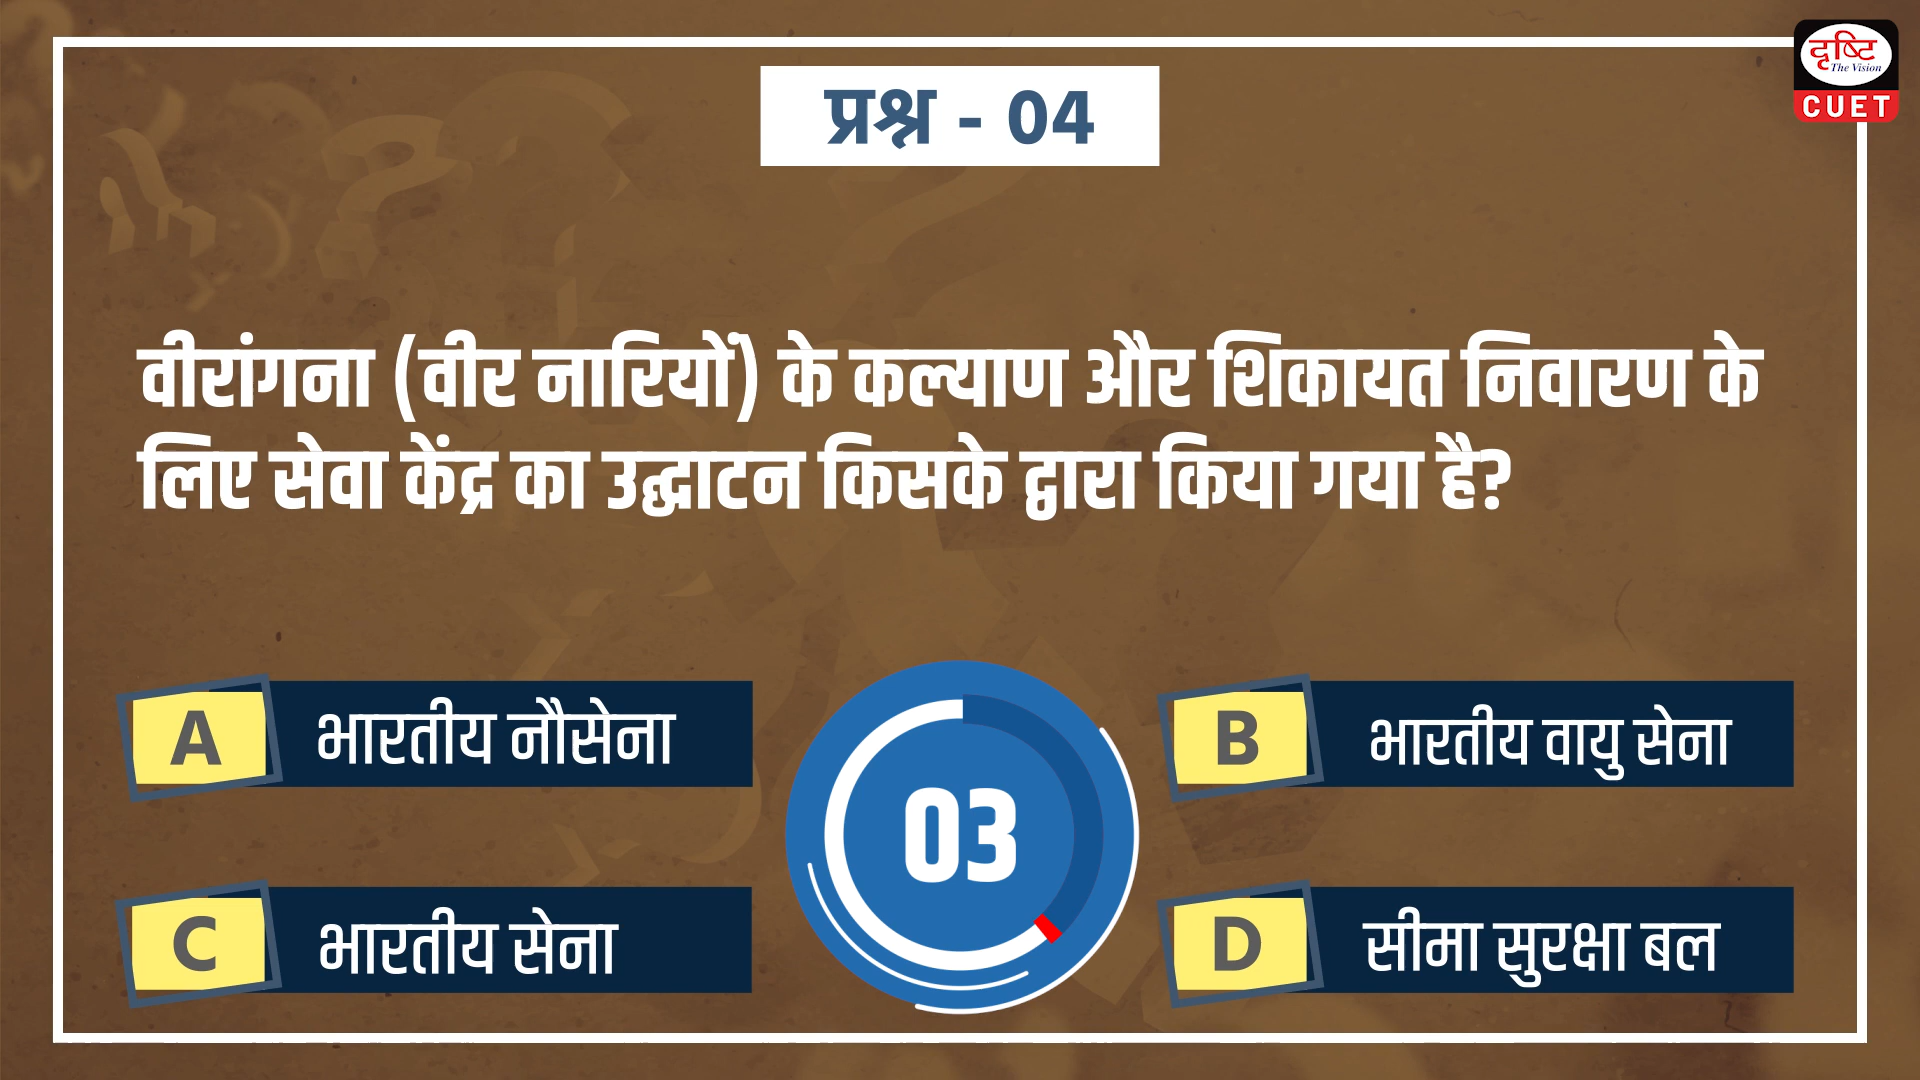 दृष्टि
The Vision
CUET
प्रश्न - 04
वीरांगना (वीर नारियों) के कल्याण और शिकायत निवारण के
लिए सेवा केंद्र का उद्घाटन किसके द्वारा किया गया है?
A भारतीय नौसेना
B भारतीय वायु सेना
03
C भारतीय सेना
D सीमा सुरक्षा बल